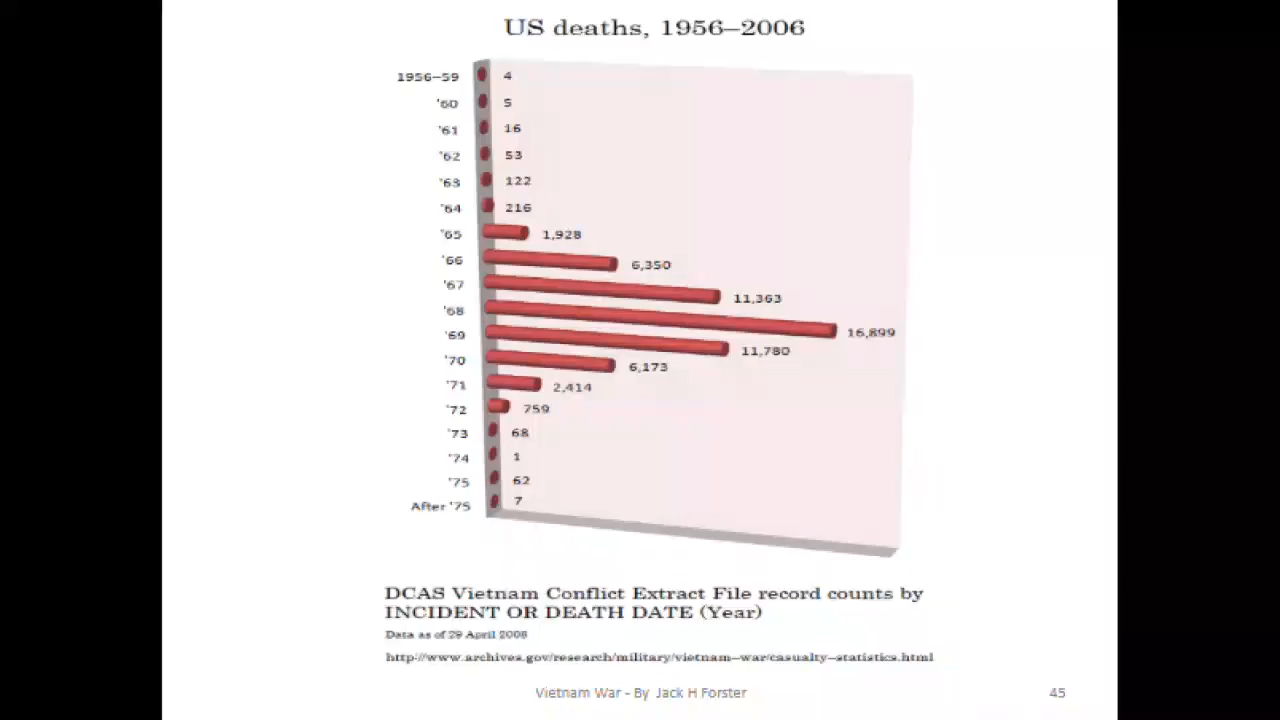 US deaths, 1956–2006
1956–59 4
'60 5
'61 16
'62 53
'63 122
'64 216
'65 1,928
'66 6,350
'67 11,363
'68 16,899
'69 11,780
'70 6,173
'71 2,414
'72 759
'73 68
'74 1
'75 62
After '75 7
DCAS Vietnam Conflict Extract File record counts by
INCIDENT OR DEATH DATE (Year)
Data as of 29 April 2008
http://www.archives.gov/research/military/vietnam-war/casualty-statistics.html
Vietnam War - By Jack H Forster 45